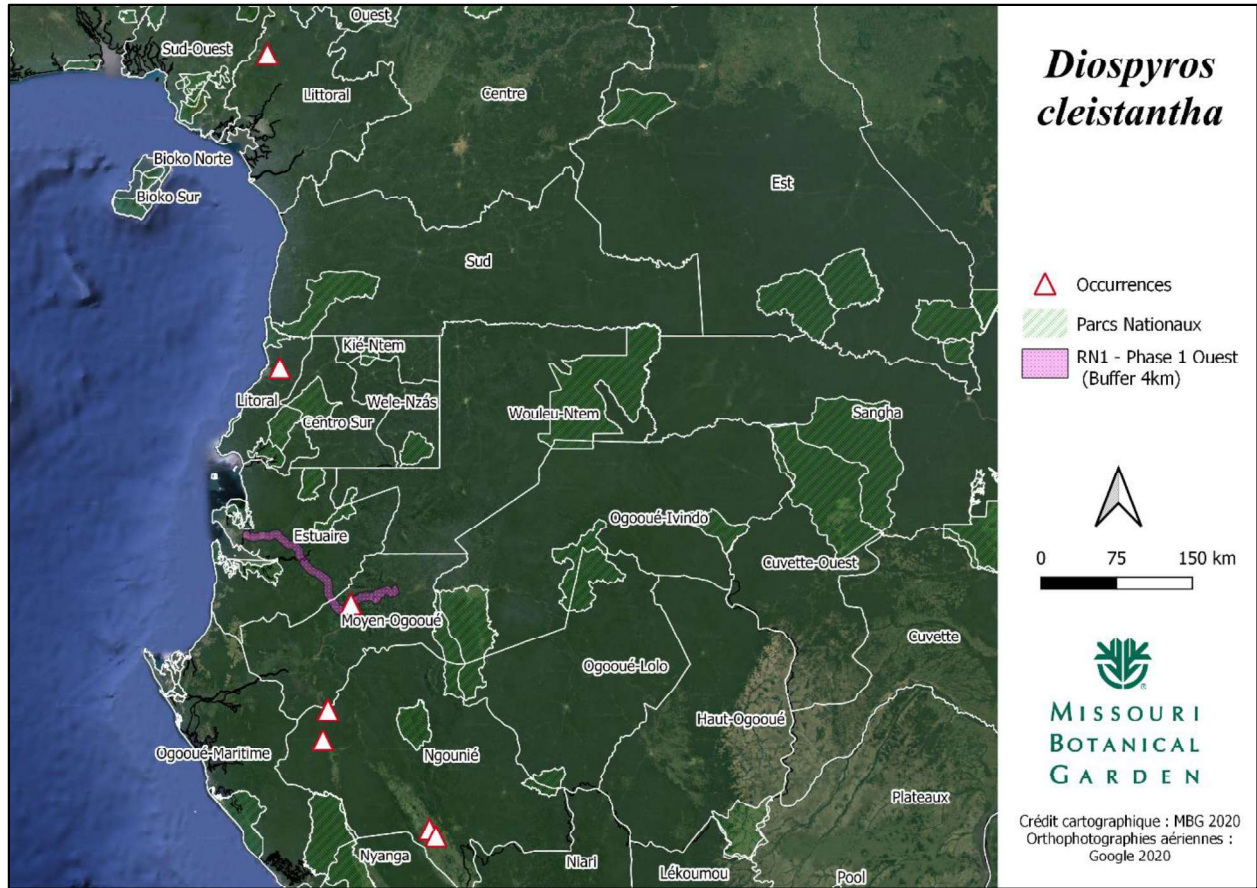 Ouest
Sud-Ouest
Littoral
Centre
Bioko Norte
Bioko Sur
Est
Sud
Kié-Ntem
Litoral
Wele-Nzás
Centro Sur
Wouleu-Ntem
Sangha
Estuaire
Ogooué-Ivindo
Cuvette-Ouest
Moyen-Ogooué
Cuvette
Ogooué-Lolo
Haut-Ogooué
Ogooué-Maritime
Ngounié
Plateaux
Nyanga
Niari
Lékoumou
Pool
Diospyros
cleistantha
Occurrences
Parcs Nationaux
RN1 - Phase 1 Ouest
(Buffer 4km)
0 75 150 km
MISSOURI
BOTANICAL
GARDEN
Crédit cartographique : MBG 2020
Orthophotographies aériennes :
Google 2020